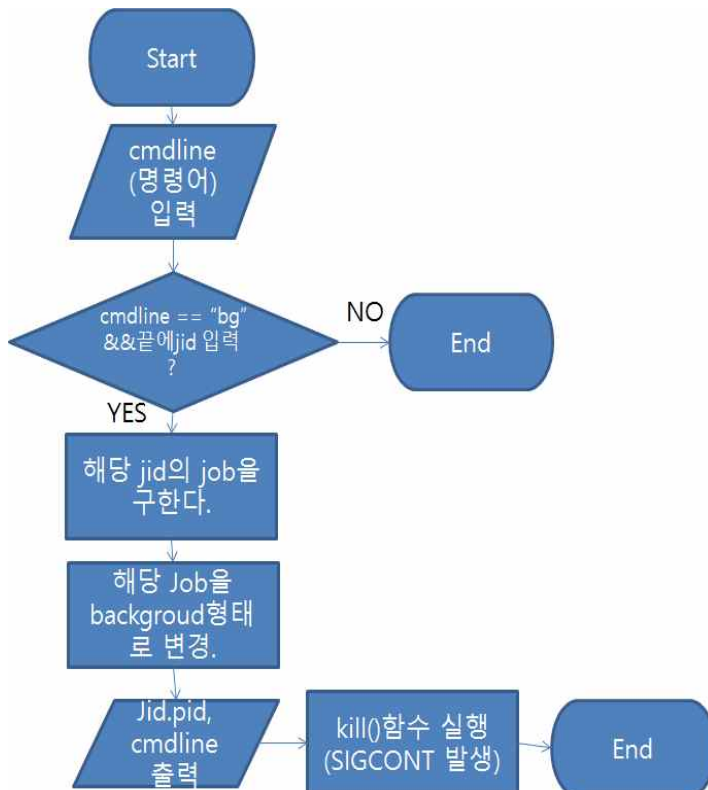 Start
cmdline
(명령어)
입력
cmdline == “bg”
&&끝에jid 입력
?
NO
End
YES
해당 jid의 job을
구한다.
해당 Job을
backgroud형태
로 변경.
Jid.pid,
cmdline
출력
kill()함수 실행
(SIGCONT 발생)
End